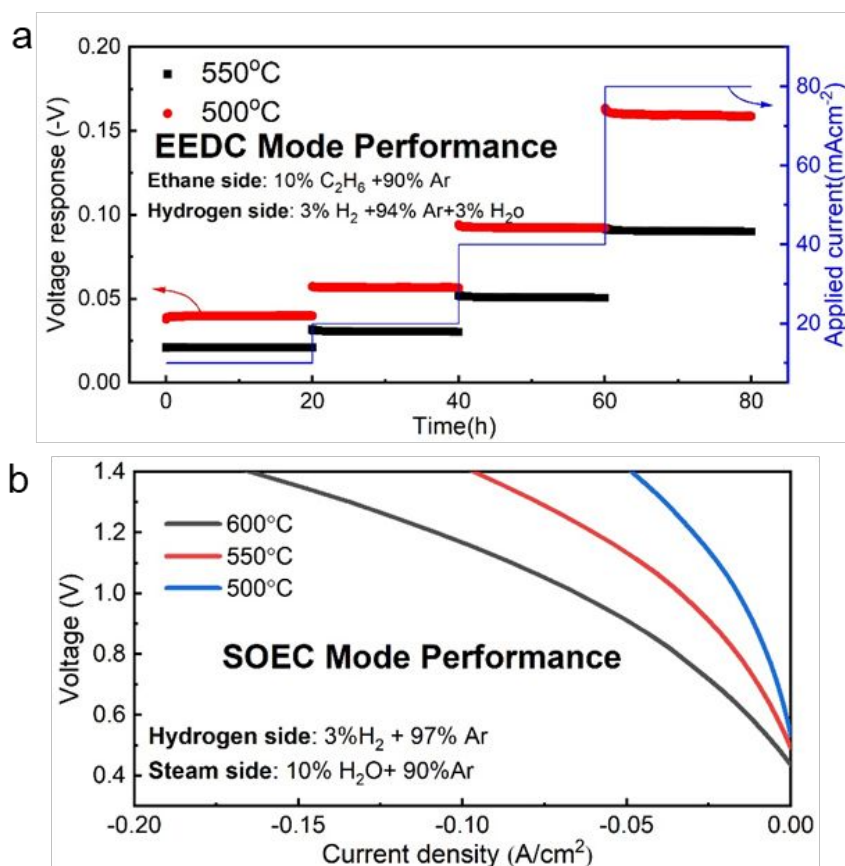 a
0.20
0.15
0.10
0.05
0.00
Voltage response (-V)
550°C
500°C
EEDC Mode Performance
Ethane side: 10% C₂H₆ +90% Ar
Hydrogen side: 3% H₂ +94% Ar+3% H₂o
80
60
40
20
Applied current(mAcm⁻²)
0
20
40
60
80
Time(h)
b
1.4
1.2
1.0
0.8
0.6
0.4
Voltage (V)
600°C
550°C
500°C
SOEC Mode Performance
Hydrogen side: 3%H₂ + 97% Ar
Steam side: 10% H₂O+ 90%Ar
-0.20
-0.15
-0.10
-0.05
0.00
Current density (A/cm²)